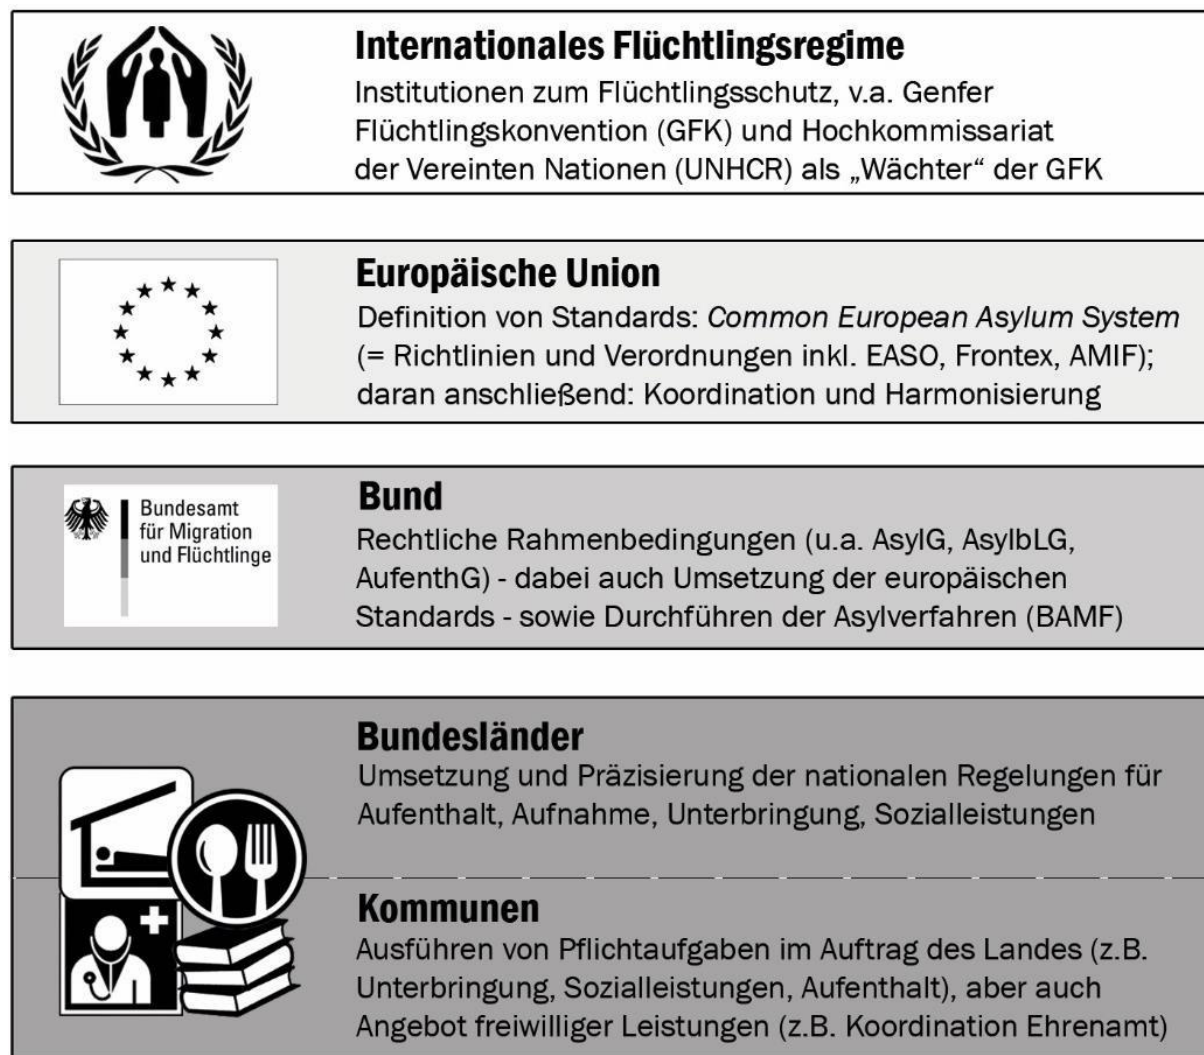 Internationales Flüchtlingsregime
Institutionen zum Flüchtlingsschutz, v.a. Genfer
Flüchtlingskonvention (GFK) und Hochkommissariat
der Vereinten Nationen (UNHCR) als „Wächter“ der GFK
Europäische Union
Definition von Standards: Common European Asylum System
(= Richtlinien und Verordnungen inkl. EASO, Frontex, AMIF);
daran anschließend: Koordination und Harmonisierung
Bundesamt
für Migration
und Flüchtlinge
Bund
Rechtliche Rahmenbedingungen (u.a. AsylG, AsylbLG,
AufenthG) - dabei auch Umsetzung der europäischen
Standards - sowie Durchführen der Asylverfahren (BAMF)
Bundesländer
Umsetzung und Präzisierung der nationalen Regelungen für
Aufenthalt, Aufnahme, Unterbringung, Sozialleistungen
Kommunen
Ausführen von Pflichtaufgaben im Auftrag des Landes (z.B.
Unterbringung, Sozialleistungen, Aufenthalt), aber auch
Angebot freiwilliger Leistungen (z.B. Koordination Ehrenamt)